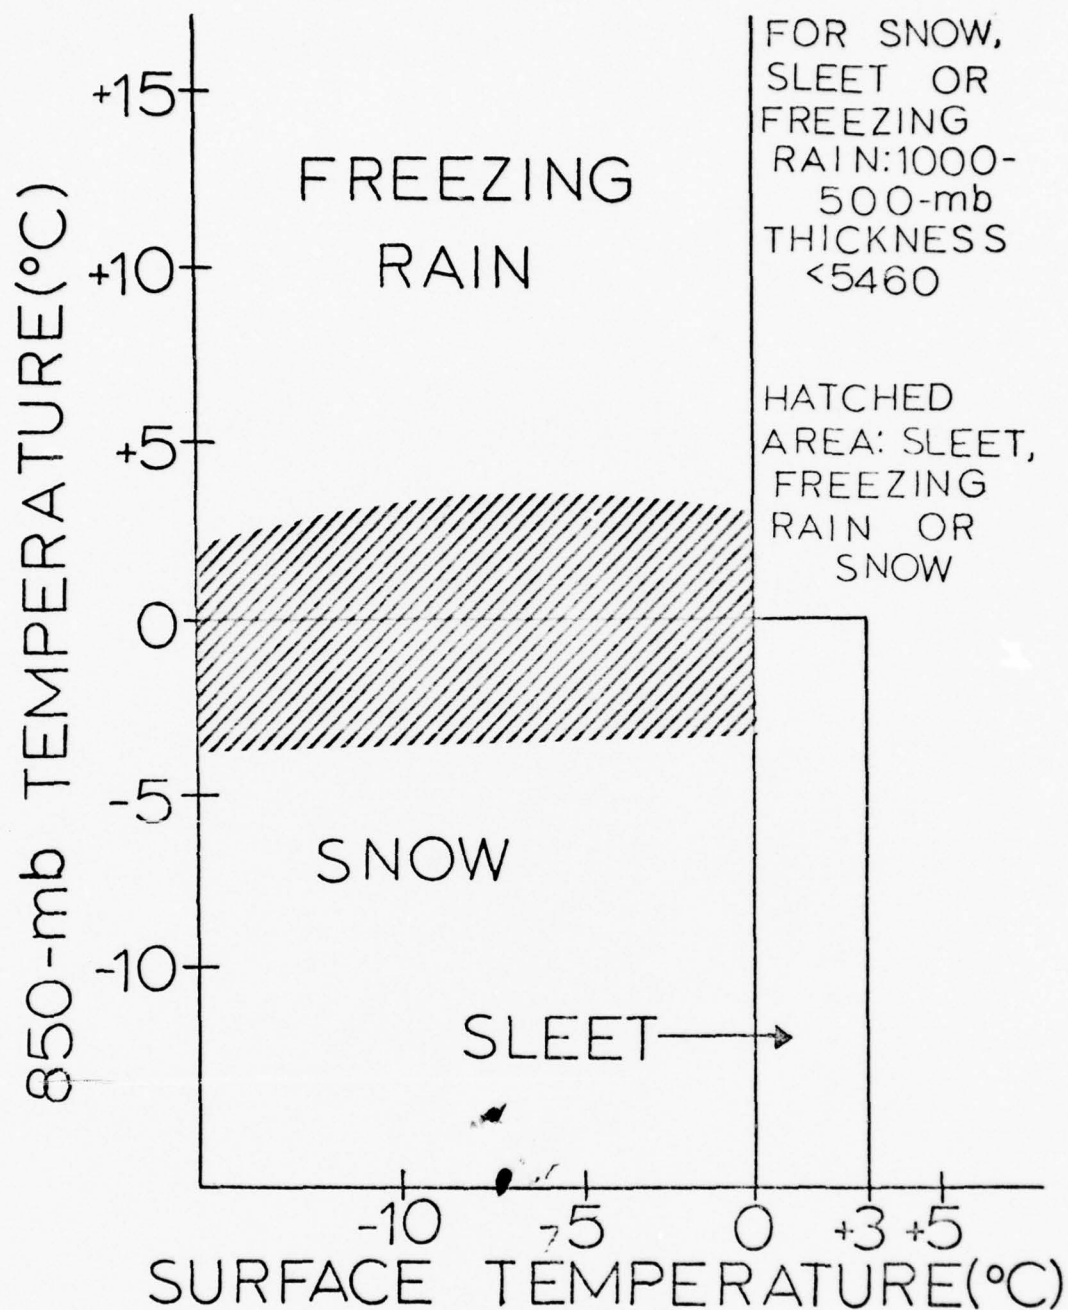 FOR SNOW,
SLEET OR
FREEZING
RAIN:1000-
500-mb
THICKNESS
<5460
HATCHED
AREA: SLEET,
FREEZING
RAIN OR
SNOW
FREEZING
RAIN
SNOW
SLEET
850-mb TEMPERATURE(°C)
+15
+10
+5
0
-5
-10
-10
-5
0
+3
+5
SURFACE TEMPERATURE(°C)